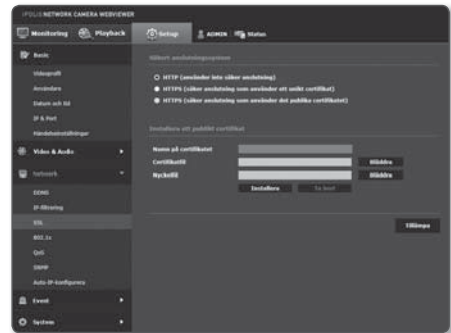 iPOLiS NETWORK CAMERA WEBVIEWER
Monitoring Playback Setup ADMIN Status
Basic
Videoprofil
Användare
Datum och tid
IP & Port
Händelseinställningar
Video & Audio
Network
DDNS
IP-filtrering
SSL
802.1x
QoS
SNMP
Auto-IP-konfigurera
Event
System
Säkert anslutningssystem
HTTP (använder inte säker anslutning)
HTTPS (säker anslutning som använder ett unikt certifikat)
HTTPS (säker anslutning som använder det publika certifikatet)
Installera ett publikt certifikat
Namn på certifikatet
Certifikatfil Bläddra
Nyckelfil Bläddra
Installera Ta bort
Tillämpa